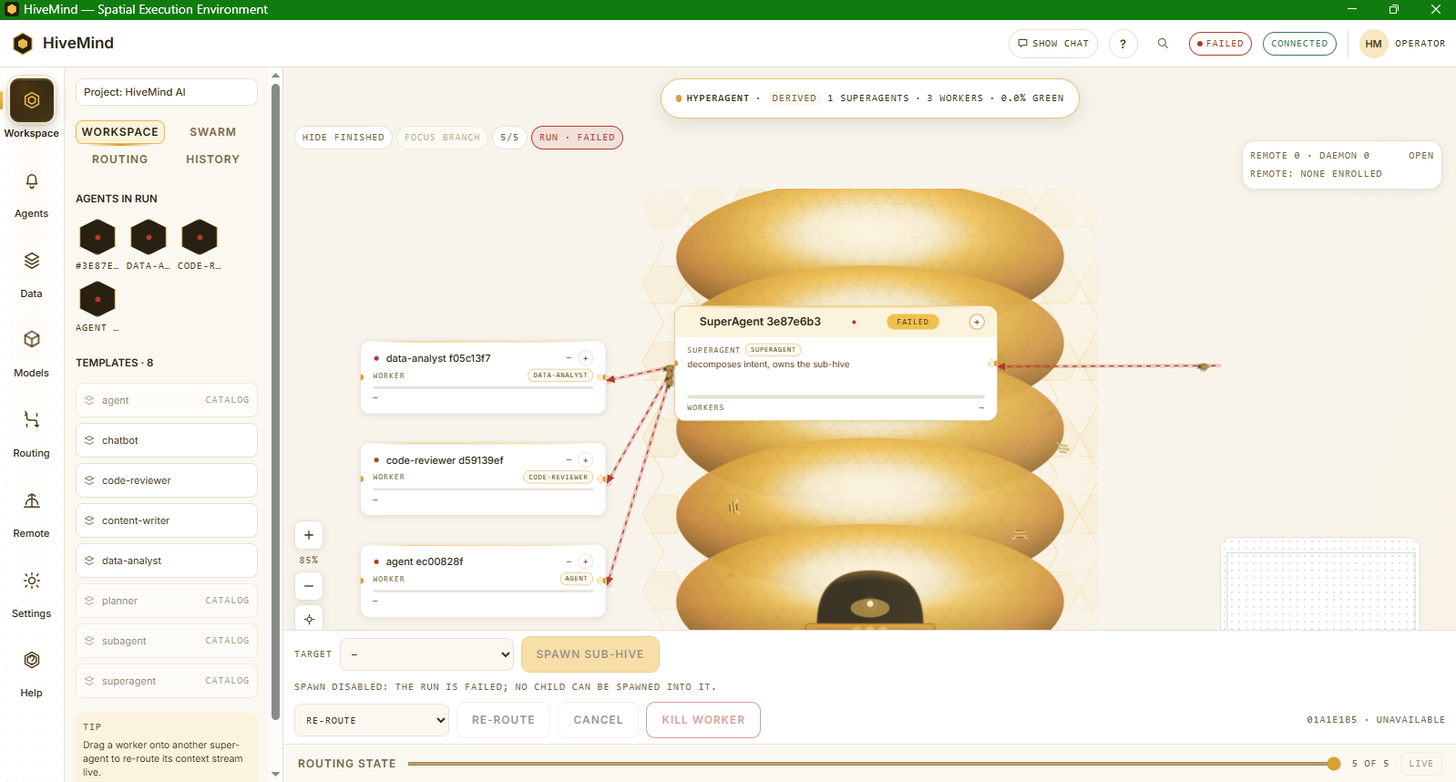 HiveMind — Spatial Execution Environment
HiveMind
SHOW CHAT
?
FAILED
CONNECTED
HM
OPERATOR
Workspace
Agents
Data
Models
Routing
Remote
Settings
Help
Project: HiveMind AI
WORKSPACE SWARM
ROUTING HISTORY
AGENTS IN RUN
#3E87E… DATA-A… CODE-R…
AGENT …
TEMPLATES · 8
agent CATALOG
chatbot
code-reviewer
content-writer
data-analyst
planner CATALOG
subagent CATALOG
superagent CATALOG
TIP
Drag a worker onto another super-
agent to re-route its context stream
live.
HYPERAGENT · DERIVED 1 SUPERAGENTS · 3 WORKERS · 0.0% GREEN
HIDE FINISHED FOCUS BRANCH 5/5 RUN · FAILED
REMOTE 0 · DAEMON 0 OPEN
REMOTE: NONE ENROLLED
SuperAgent 3e87e6b3 FAILED +
SUPERAGENT SUPERAGENT
decomposes intent, owns the sub-hive
WORKERS –
data-analyst f05c13f7 – +
WORKER DATA-ANALYST
–
code-reviewer d59139ef – +
WORKER CODE-REVIEWER
–
agent ec00828f – +
WORKER AGENT
–
+
85%
−
TARGET – SPAWN SUB-HIVE
SPAWN DISABLED: THE RUN IS FAILED; NO CHILD CAN BE SPAWNED INTO IT.
RE-ROUTE RE-ROUTE CANCEL KILL WORKER 01A1E1B5 · UNAVAILABLE
ROUTING STATE 5 OF 5 LIVE